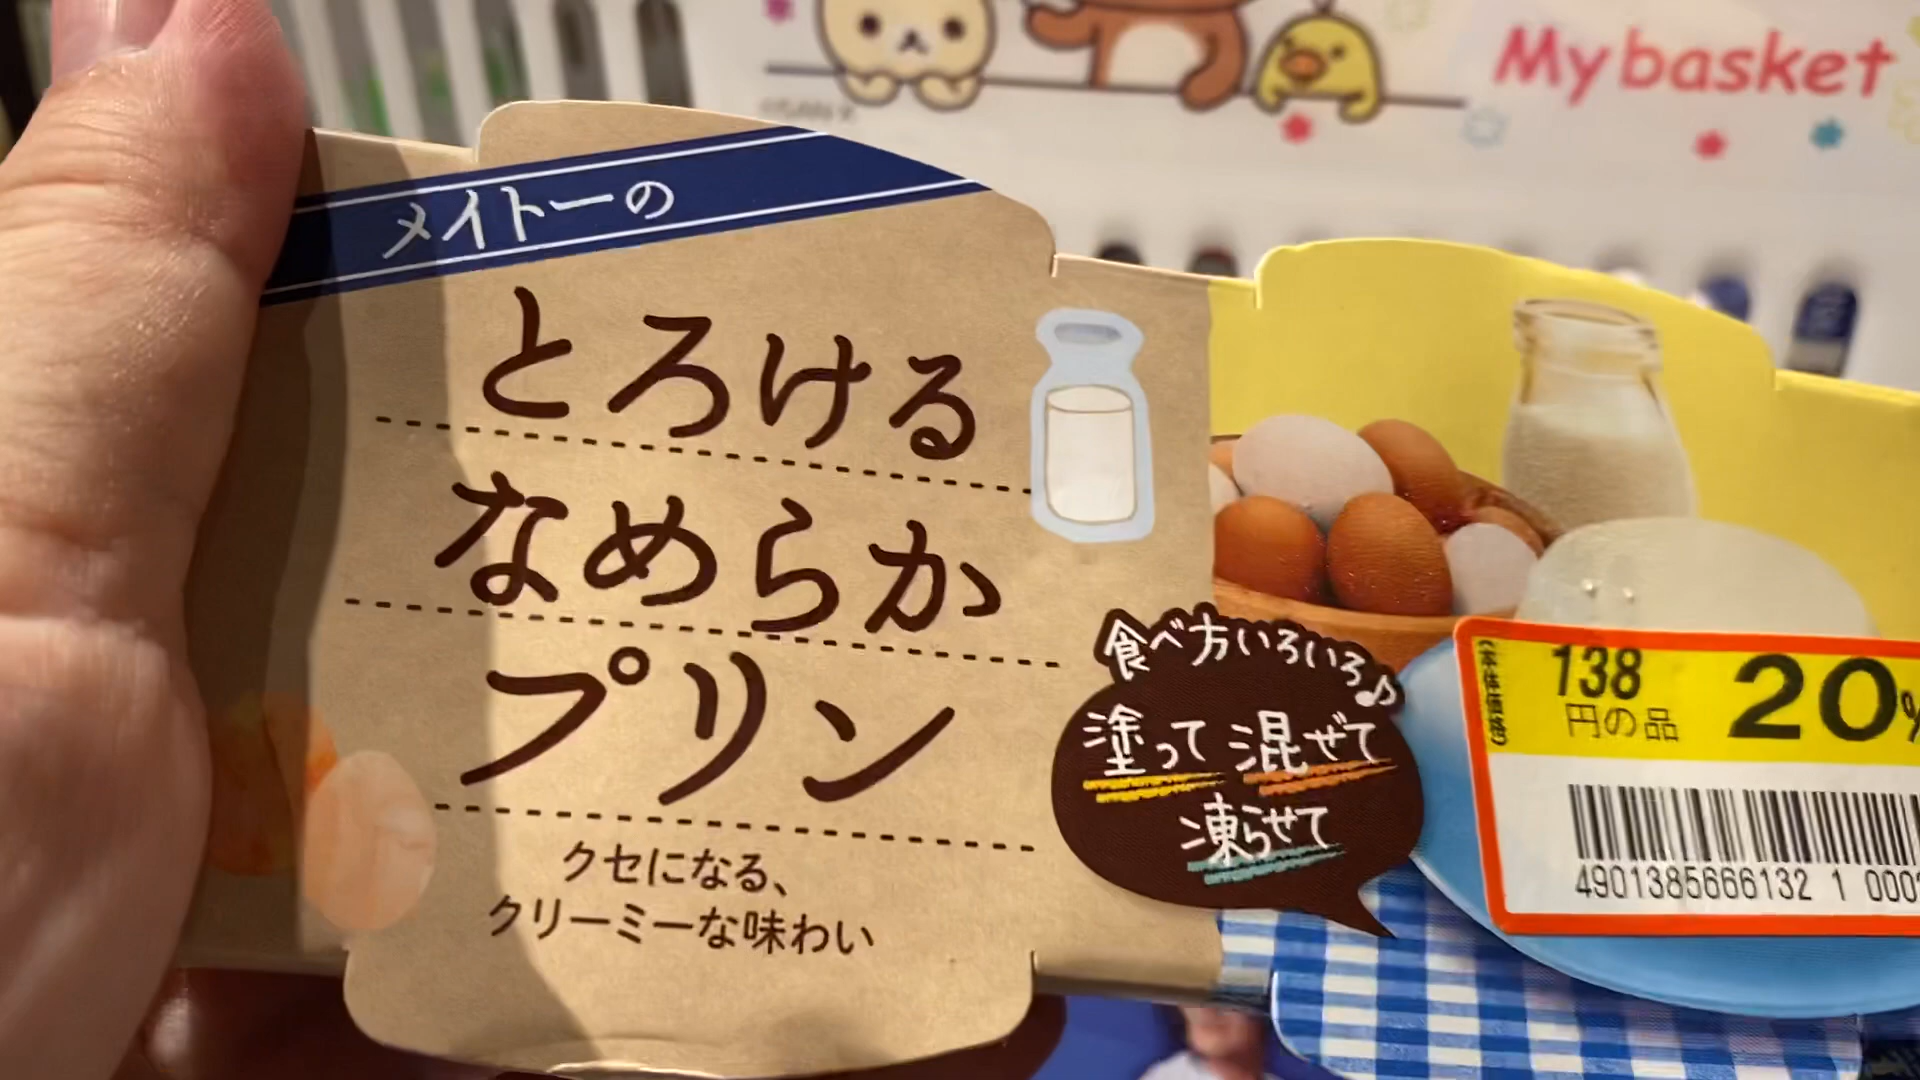 My basket
メイトーの
とろける
なめらか
プリン
クセになる、
クリーミーな味わい
食べ方いろいろ♪
塗って 混ぜて
凍らせて
(本体価格)
138
円の品
20%
4901385666132 1 000